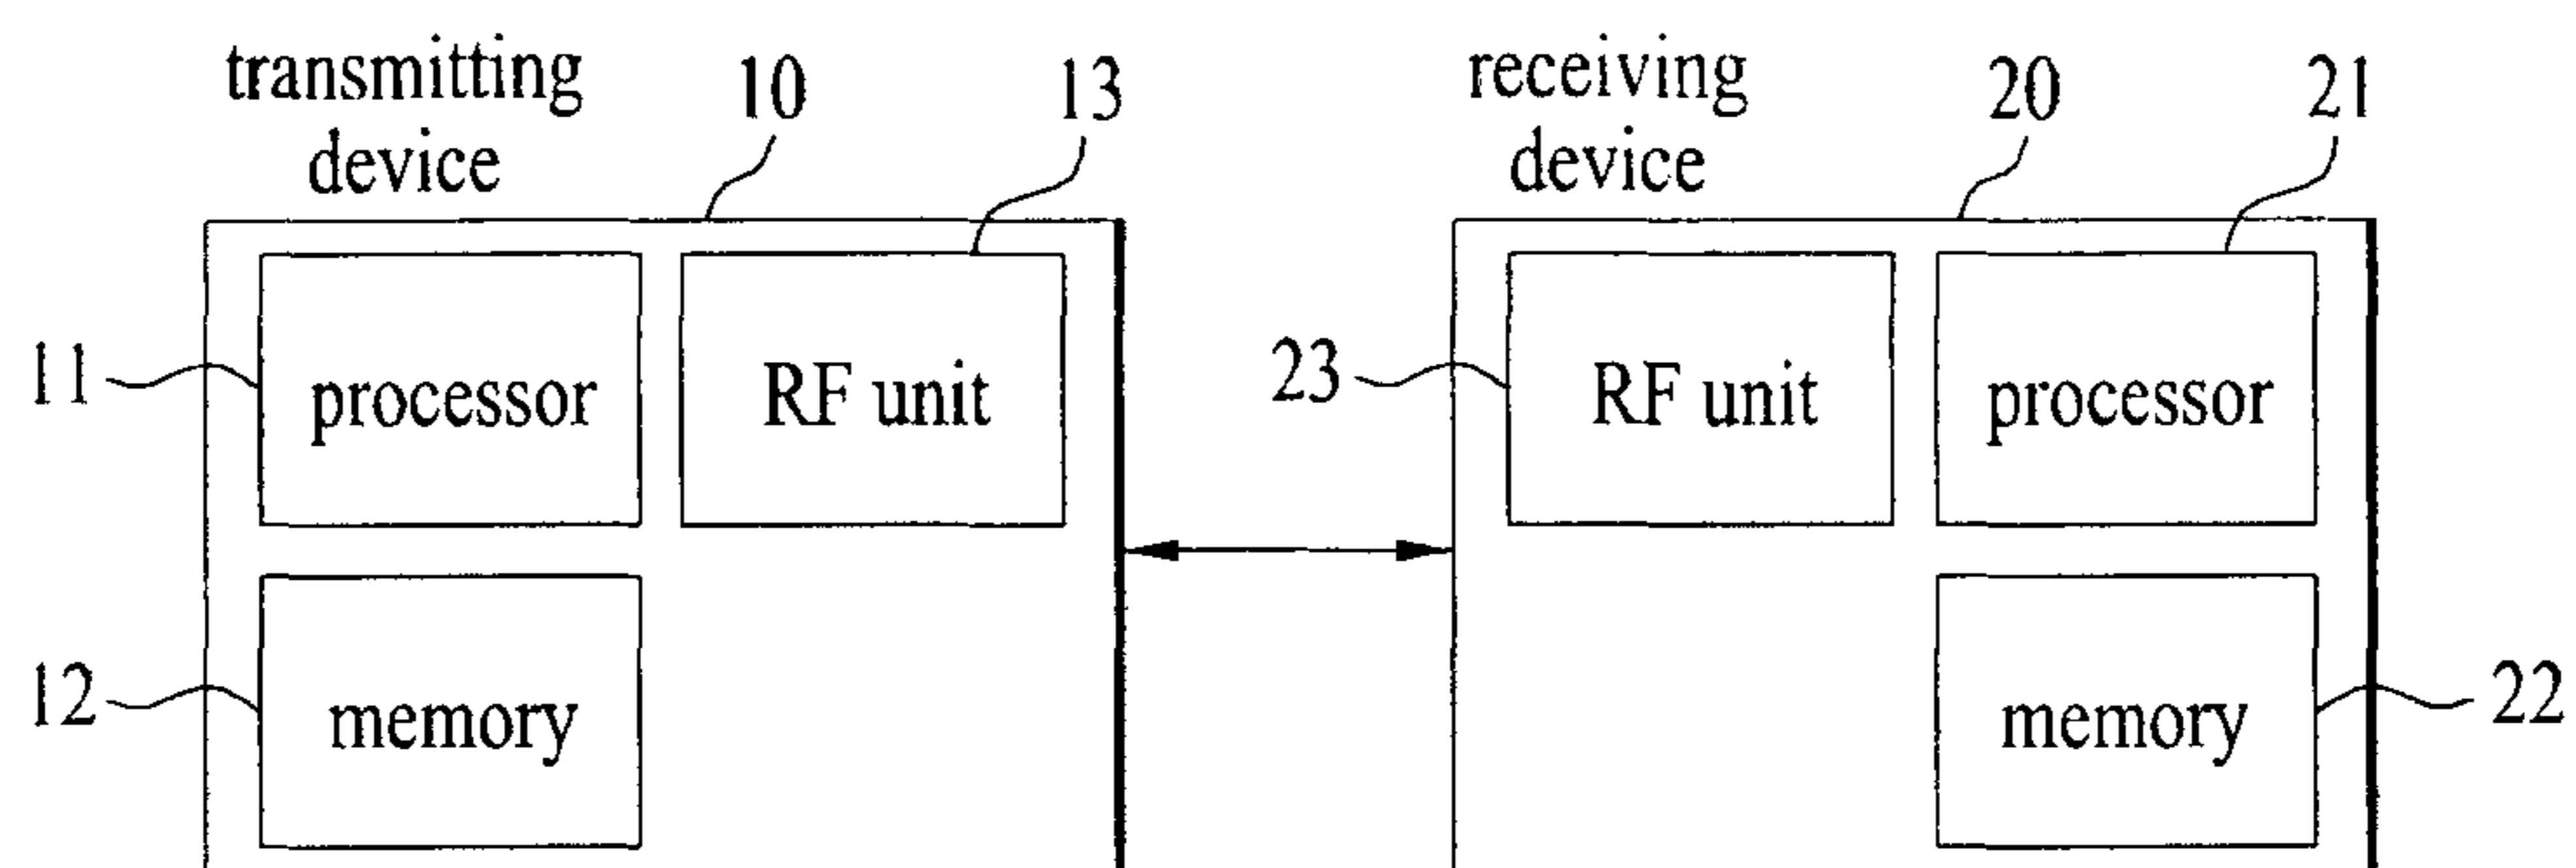 transmitting
device
10
13
receiving
device
20
21
11
processor
RF unit
23
RF unit
processor
12
memory
memory
22